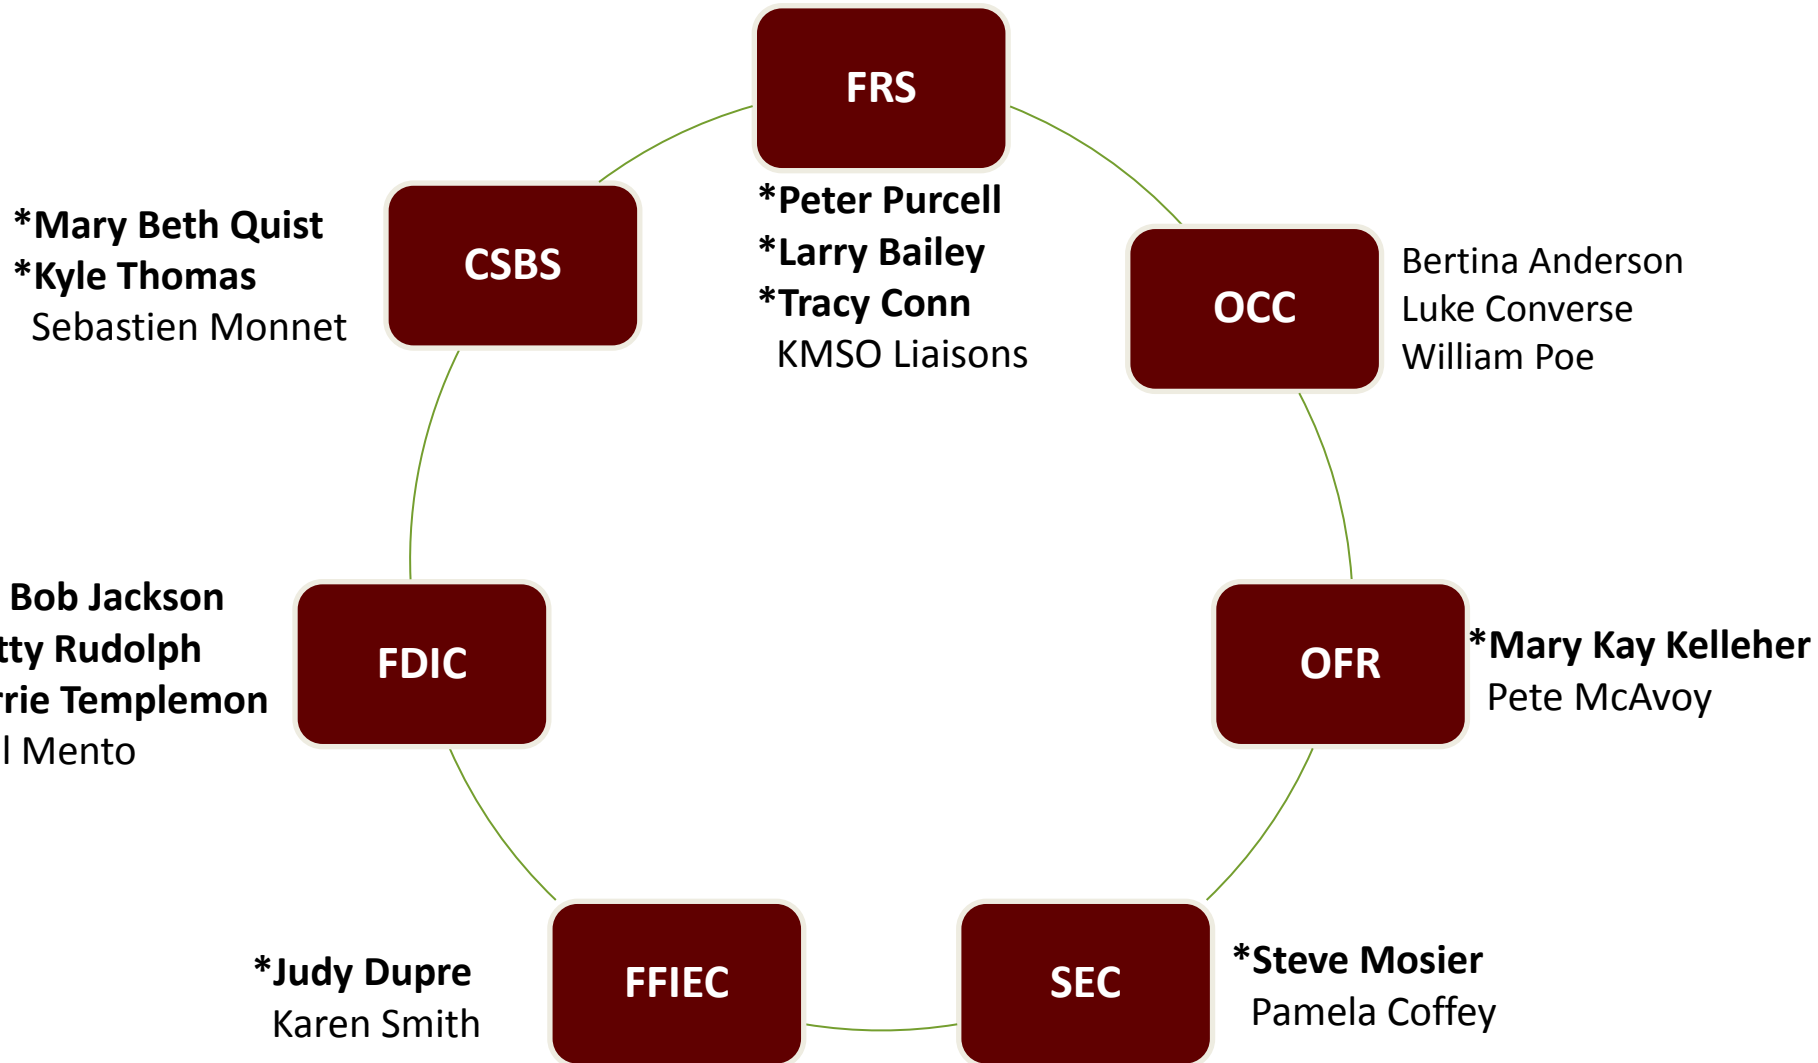 FRS
*Peter Purcell
*Larry Bailey
*Tracy Conn
KMSO Liaisons
CSBS
*Mary Beth Quist
*Kyle Thomas
Sebastien Monnet
OCC
Bertina Anderson
Luke Converse
William Poe
FDIC
Bob Jackson
Rudolph
Templemon
Mento
OFR
*Mary Kay Kelleher
Pete McAvoy
FFIEC
*Judy Dupre
Karen Smith
SEC
*Steve Mosier
Pamela Coffey